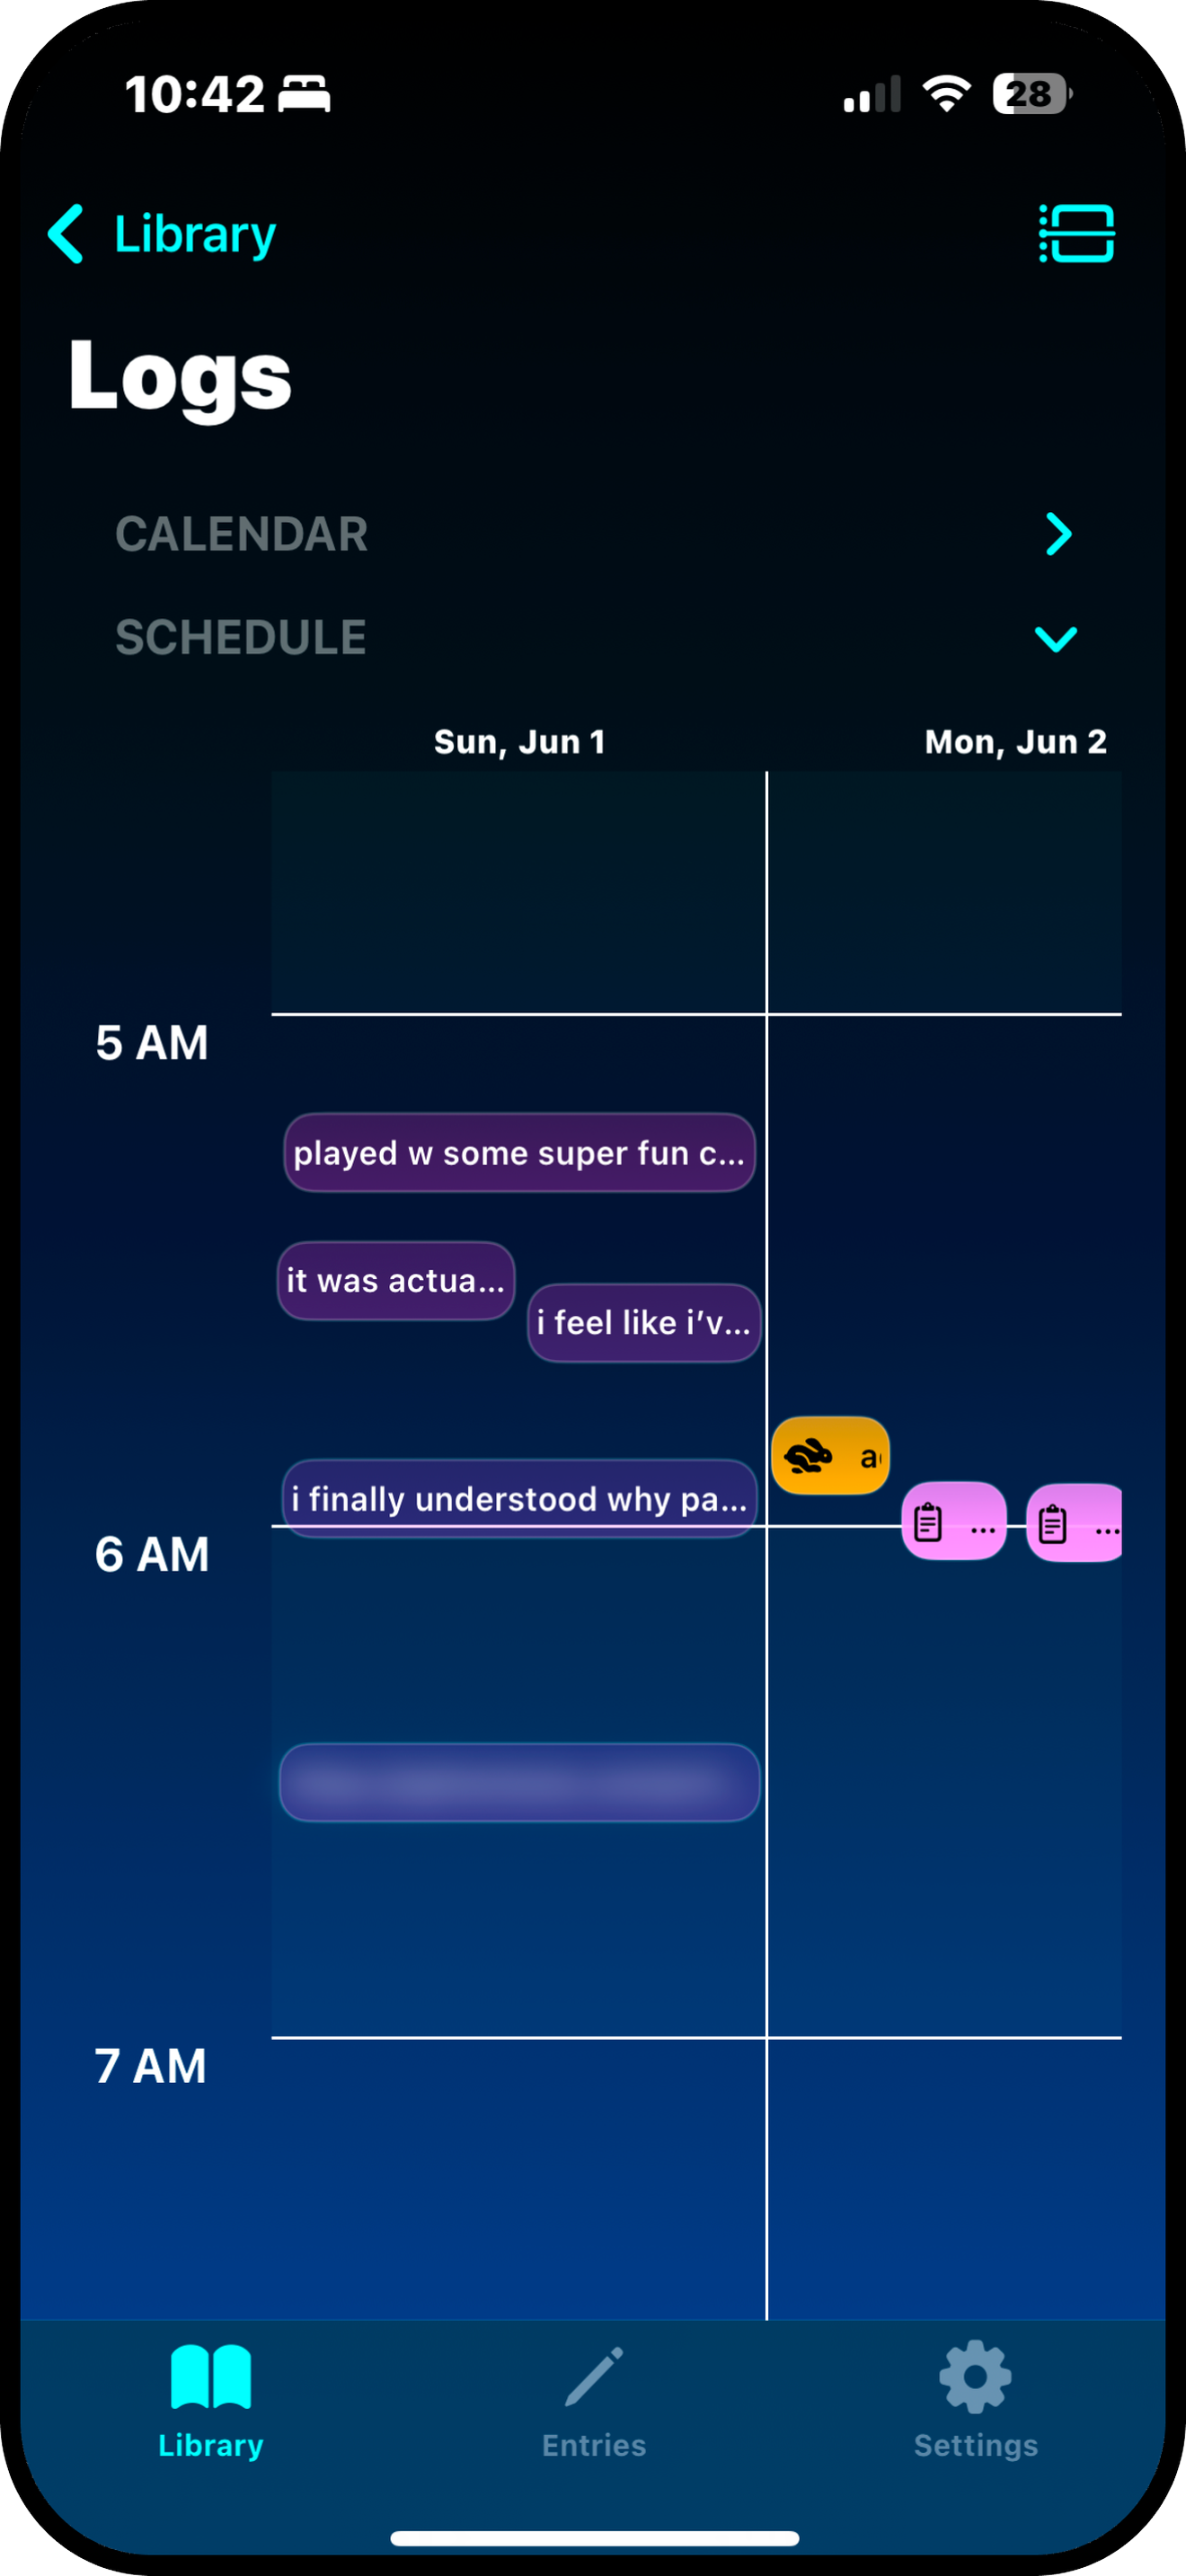 10:42
28
Library
Logs
CALENDAR
SCHEDULE
Sun, Jun 1
Mon, Jun 2
5 AM
played w some super fun c...
it was actua...
i feel like i’v...
i finally understood why pa...
6 AM
...
...
7 AM
Library
Entries
Settings